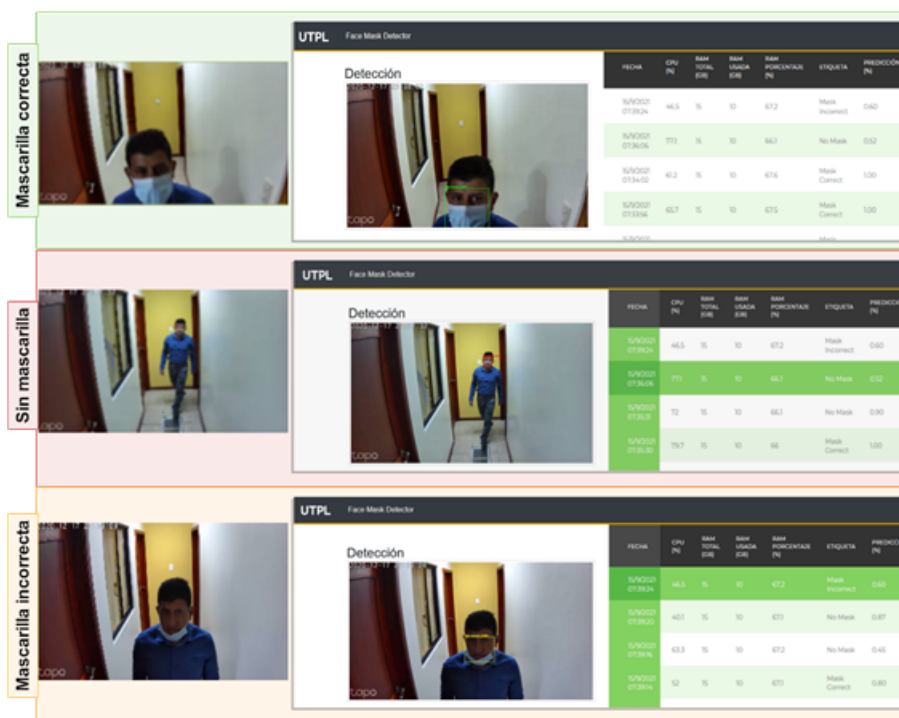 Mascarilla correcta
UTPL Face Mask Detector
Detección
tapo
tapo
FECHA CPU (%) RAM TOTAL (GB) RAM USADA (GB) RAM PORCENTAJE (%) ETIQUETA PREDICCIÓN (%)
15/9/2021 07:39:24 46.5 15 10 67.2 Mask Incorrect 0.60
15/9/2021 07:36:06 77.1 15 10 66.1 No Mask 0.52
15/9/2021 07:34:02 61.2 15 10 67.6 Mask Correct 1.00
15/9/2021 07:33:56 65.7 15 10 67.5 Mask Correct 1.00
Sin mascarilla
UTPL Face Mask Detector
Detección
tapo
tapo
FECHA CPU (%) RAM TOTAL (GB) RAM USADA (GB) RAM PORCENTAJE (%) ETIQUETA PREDICCI
15/9/2021 07:39:24 46.5 15 10 67.2 Mask Incorrect 0.60
15/9/2021 07:36:06 77.1 15 10 66.1 No Mask 0.52
15/9/2021 07:35:31 72 15 10 66.1 No Mask 0.90
15/9/2021 07:35:30 79.7 15 10 66 Mask Correct 1.00
Mascarilla incorrecta
UTPL Face Mask Detector
Detección
tapo
tapo
FECHA CPU (%) RAM TOTAL (GB) RAM USADA (GB) RAM PORCENTAJE (%) ETIQUETA PREDICC (%)
15/9/2021 07:39:24 46.5 15 10 67.2 Mask Incorrect 0.60
15/9/2021 07:39:20 40.1 15 10 67.1 No Mask 0.87
15/9/2021 07:39:16 63.3 15 10 67.2 No Mask 0.45
15/9/2021 07:39:14 52 15 10 67.1 Mask Correct 0.80